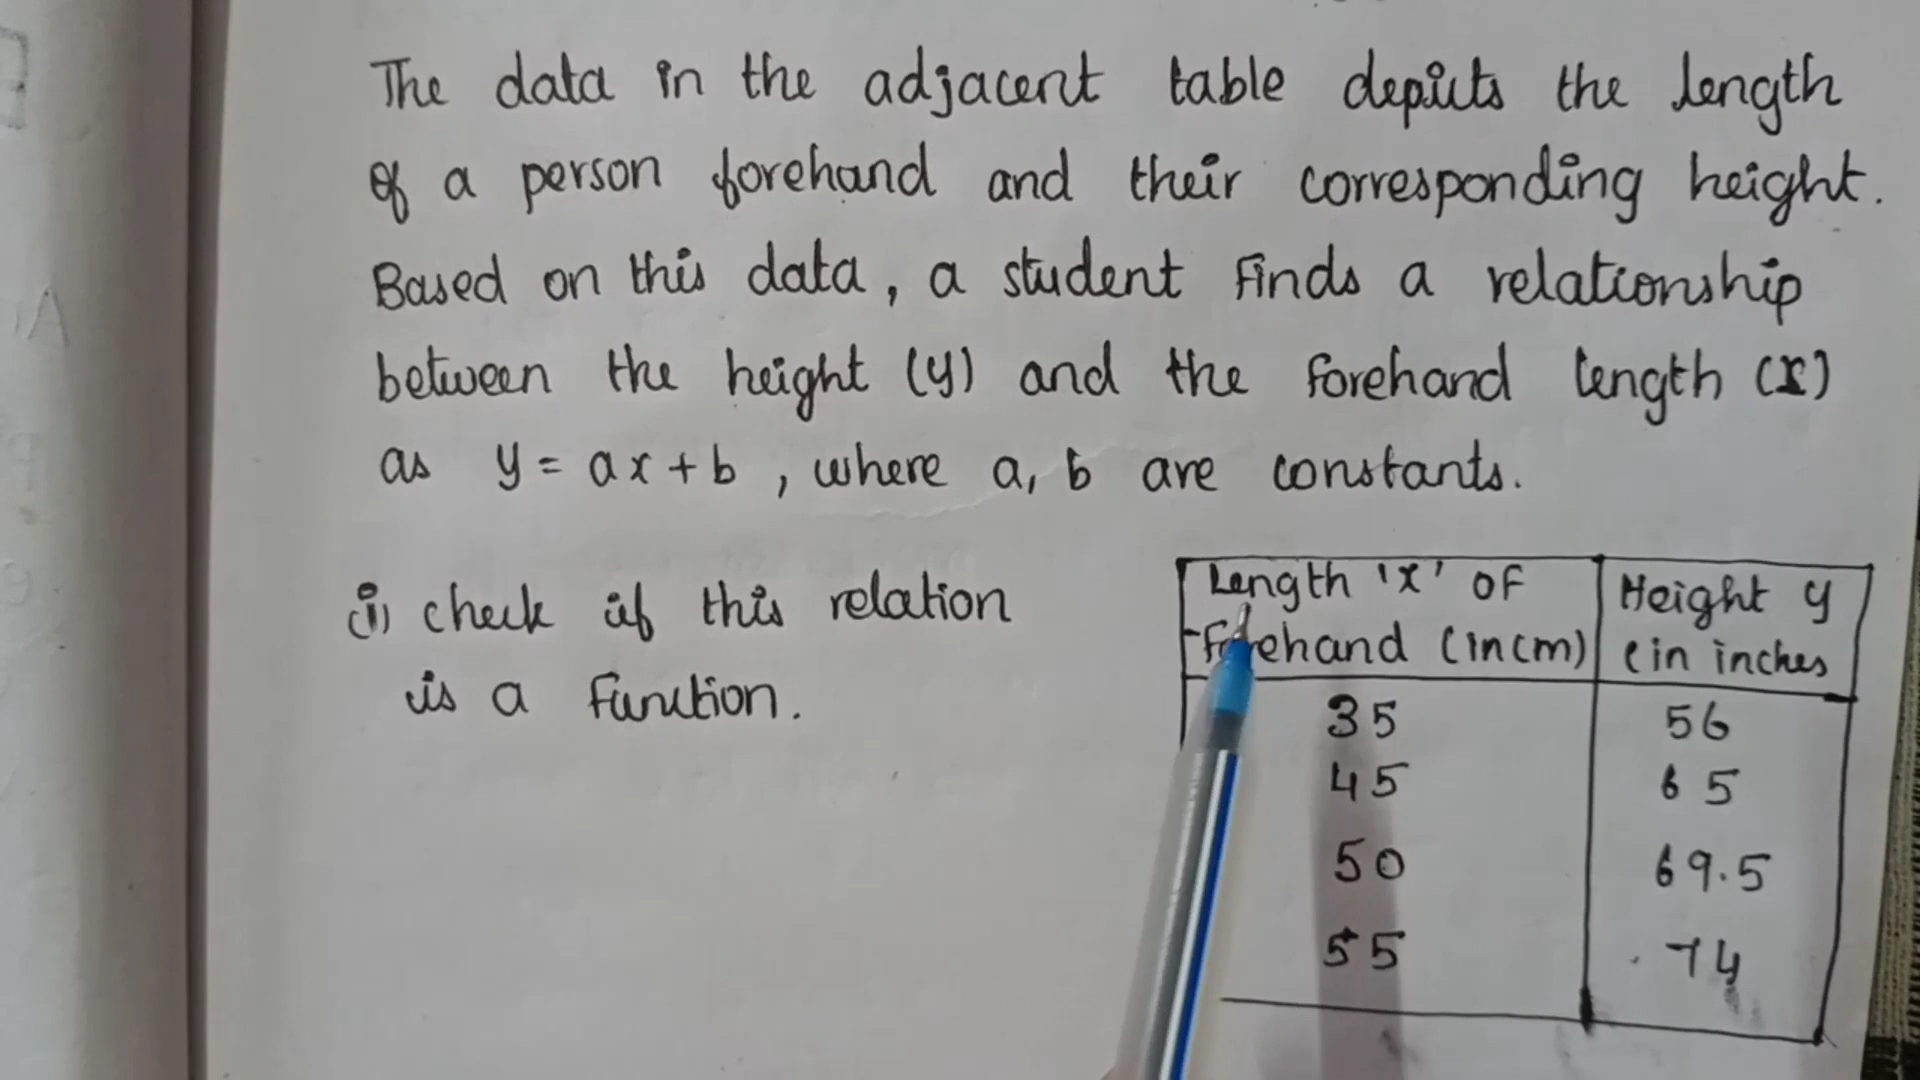 The data in the adjacent table depicts the length
of a person forehand and their corresponding height.
Based on this data, a student finds a relationship
between the height (y) and the forehand length (x)
as y = ax + b , where a, b are constants.
(i) check if this relation
is a function.
Length 'x' of
forehand (in cm)
Height y
(in inches
35 56
45 65
50 69.5
55 74